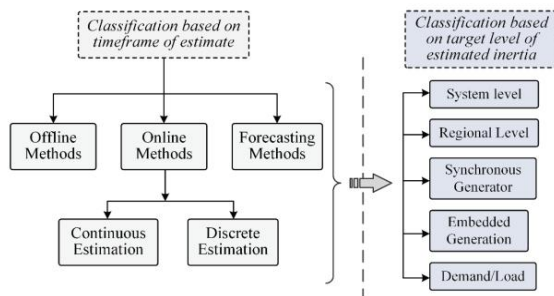 Classification based on
timeframe of estimate
Offline
Methods
Online
Methods
Forecasting
Methods
Continuous
Estimation
Discrete
Estimation
Classification based
on target level of
estimated inertia
System level
Regional Level
Synchronous
Generator
Embedded
Generation
Demand/Load